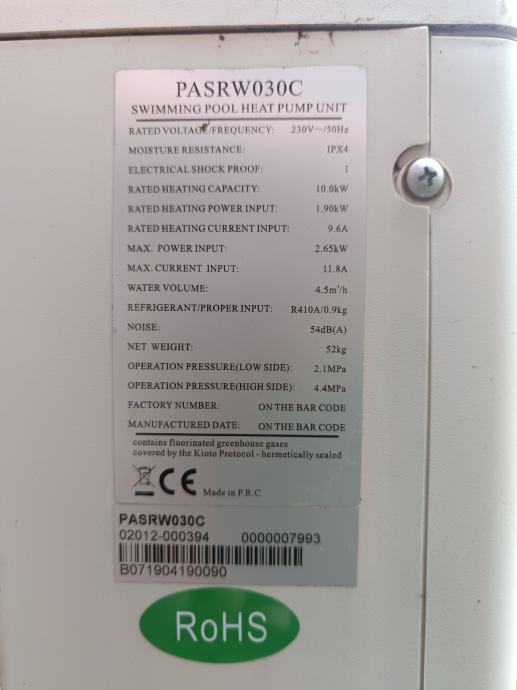 PASRW030C
SWIMMING POOL HEAT PUMP UNIT
RATED VOLTAGE/FREQUENCY: 230V~/50Hz
MOISTURE RESISTANCE: IPX4
ELECTRICAL SHOCK PROOF: I
RATED HEATING CAPACITY: 10.0kW
RATED HEATING POWER INPUT: 1.90kW
RATED HEATING CURRENT INPUT: 9.6A
MAX. POWER INPUT: 2.65kW
MAX. CURRENT INPUT: 11.8A
WATER VOLUME: 4.5m³/h
REFRIGERANT/PROPER INPUT: R410A/0.9kg
NOISE: 54dB(A)
NET WEIGHT: 52kg
OPERATION PRESSURE(LOW SIDE): 2.1MPa
OPERATION PRESSURE(HIGH SIDE): 4.4MPa
FACTORY NUMBER: ON THE BAR CODE
MANUFACTURED DATE: ON THE BAR CODE
contains fluorinated greenhouse gases
covered by the Kioto Protocol - hermetically sealed
CE Made in P.R.C
PASRW030C
02012-000394 0000007993
B071904190090
RoHS